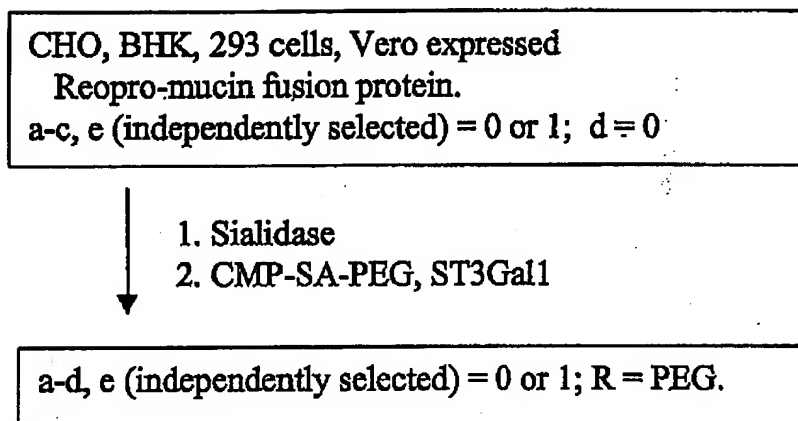 CHO, BHK, 293 cells, Vero expressed
Reopro-mucin fusion protein.
a-c, e (independently selected) = 0 or 1; d = 0
1. Sialidase
2. CMP-SA-PEG, ST3Gal1
a-d, e (independently selected) = 0 or 1; R = PEG.